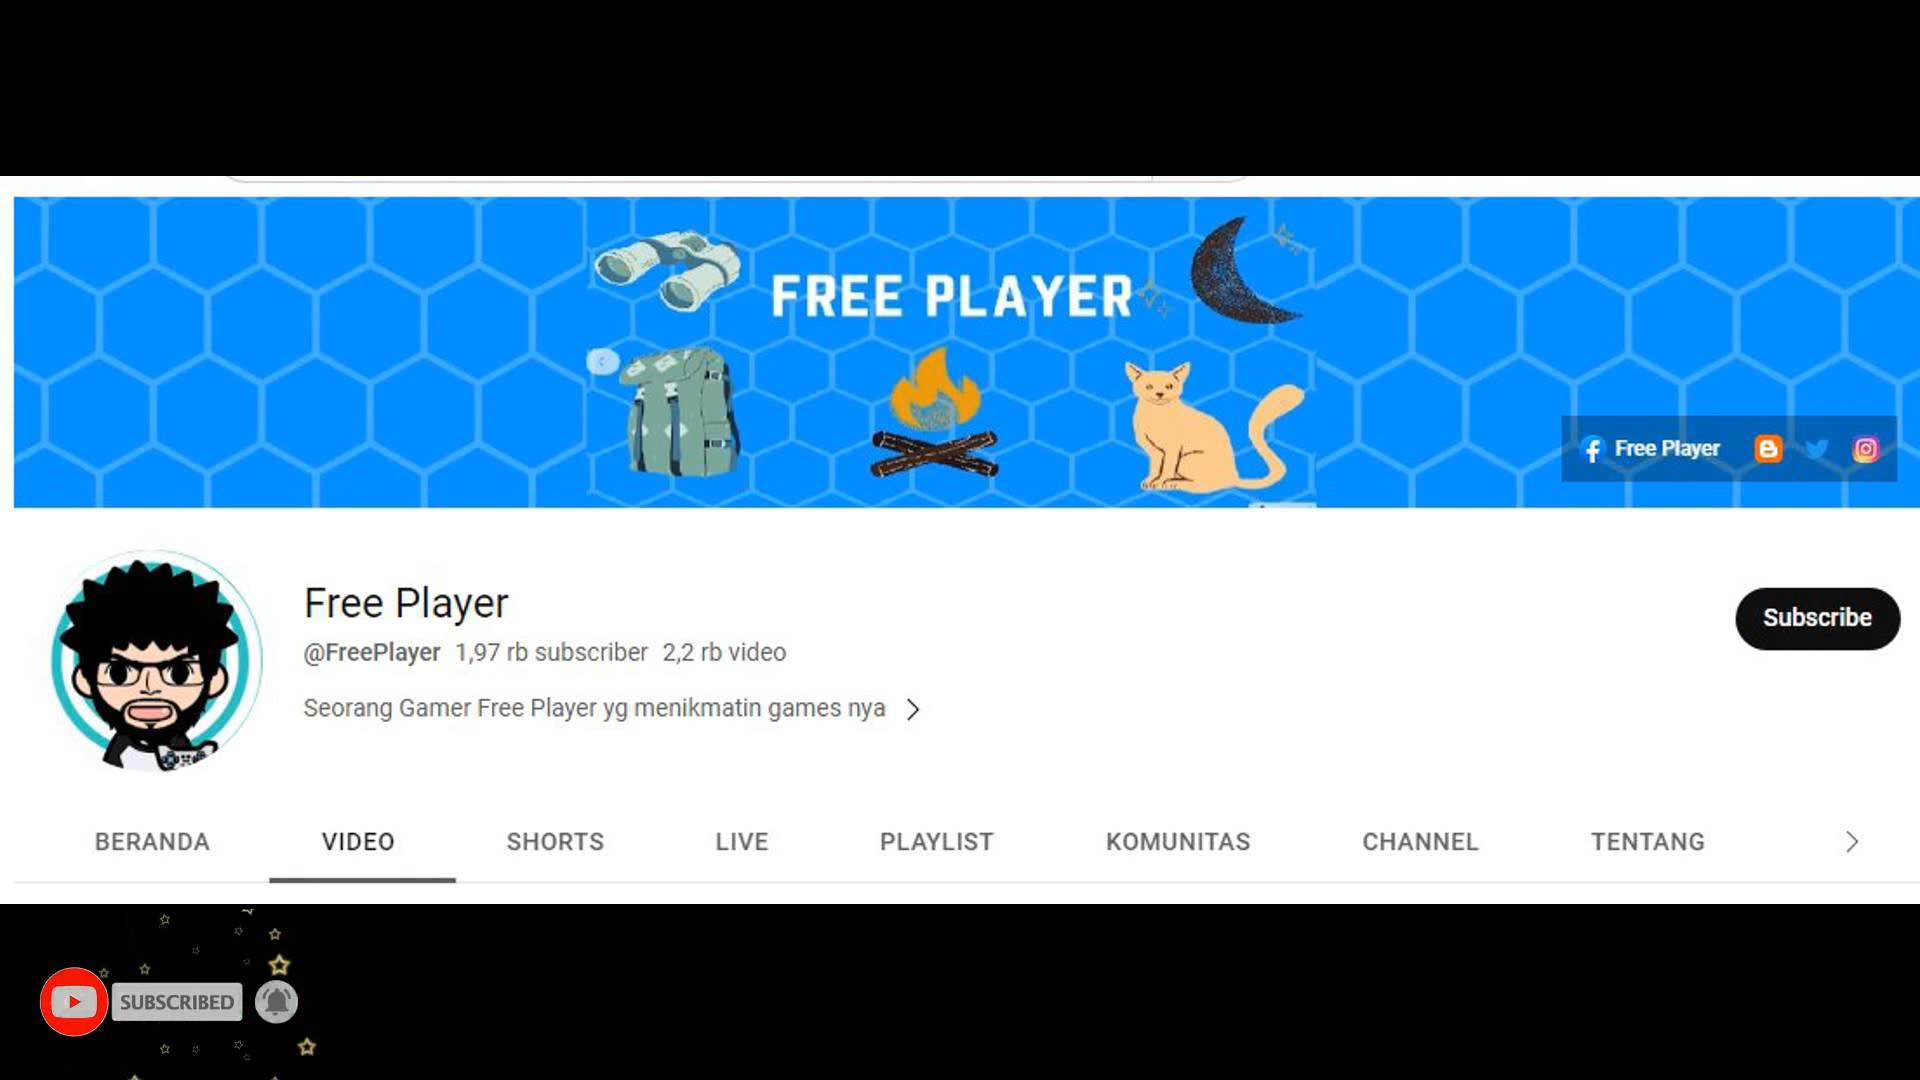 FREE PLAYER
Free Player
Free Player
@FreePlayer 1,97 rb subscriber 2,2 rb video
Subscribe
Seorang Gamer Free Player yg menikmatin games nya
BERANDA VIDEO SHORTS LIVE PLAYLIST KOMUNITAS CHANNEL TENTANG
SUBSCRIBED